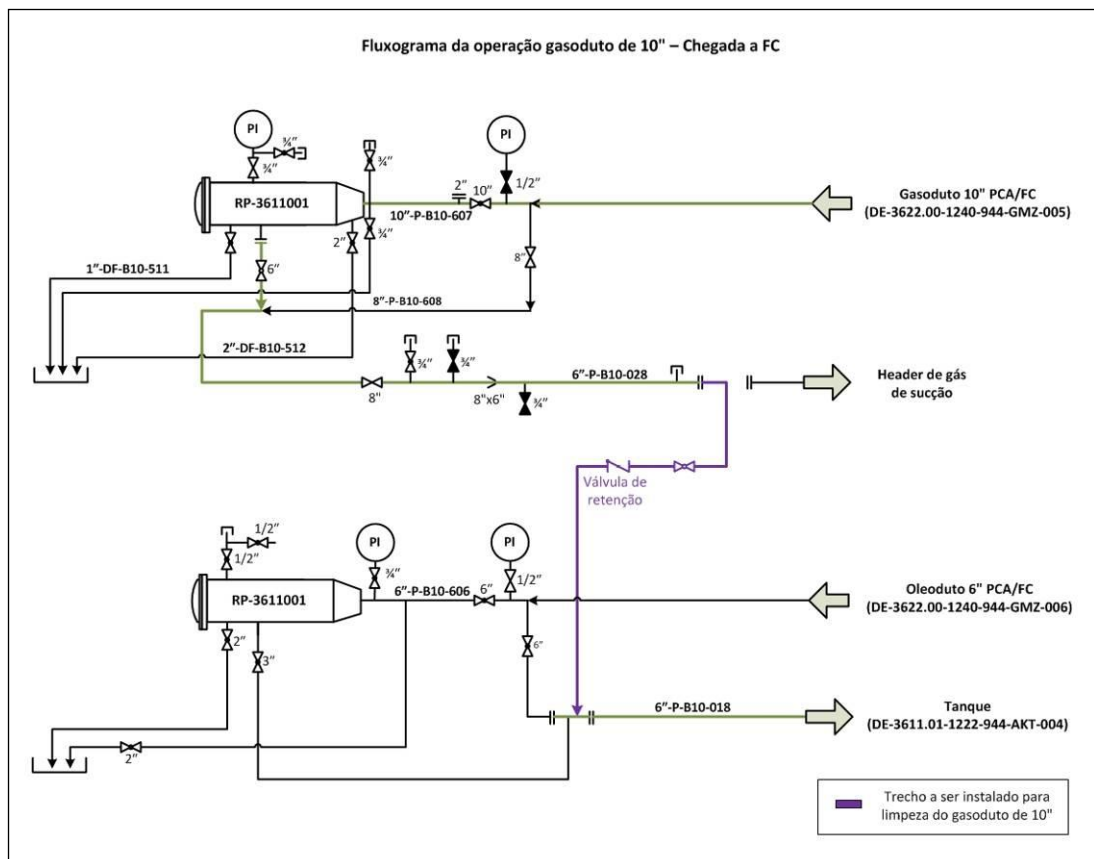 Fluxograma da operação gasoduto de 10" – Chegada a FC
PI
PI
¾"
¾"
¾"
1/2"
2"
10"
RP-3611001
10"-P-B10-607
Gasoduto 10" PCA/FC
(DE-3622.00-1240-944-GMZ-005)
2"
¾"
8"
1"-DF-B10-511
6"
8"-P-B10-608
2"-DF-B10-512
¾"
¾"
6"-P-B10-028
Header de gás
de sucção
8"
8"x6"
¾"
Válvula de
retenção
1/2"
PI
PI
1/2"
¾"
1/2"
6"
6"-P-B10-606
RP-3611001
Oleoduto 6" PCA/FC
(DE-3622.00-1240-944-GMZ-006)
2"
3"
6"
6"-P-B10-018
Tanque
(DE-3611.01-1222-944-AKT-004)
2"
Trecho a ser instalado para
limpeza do gasoduto de 10"